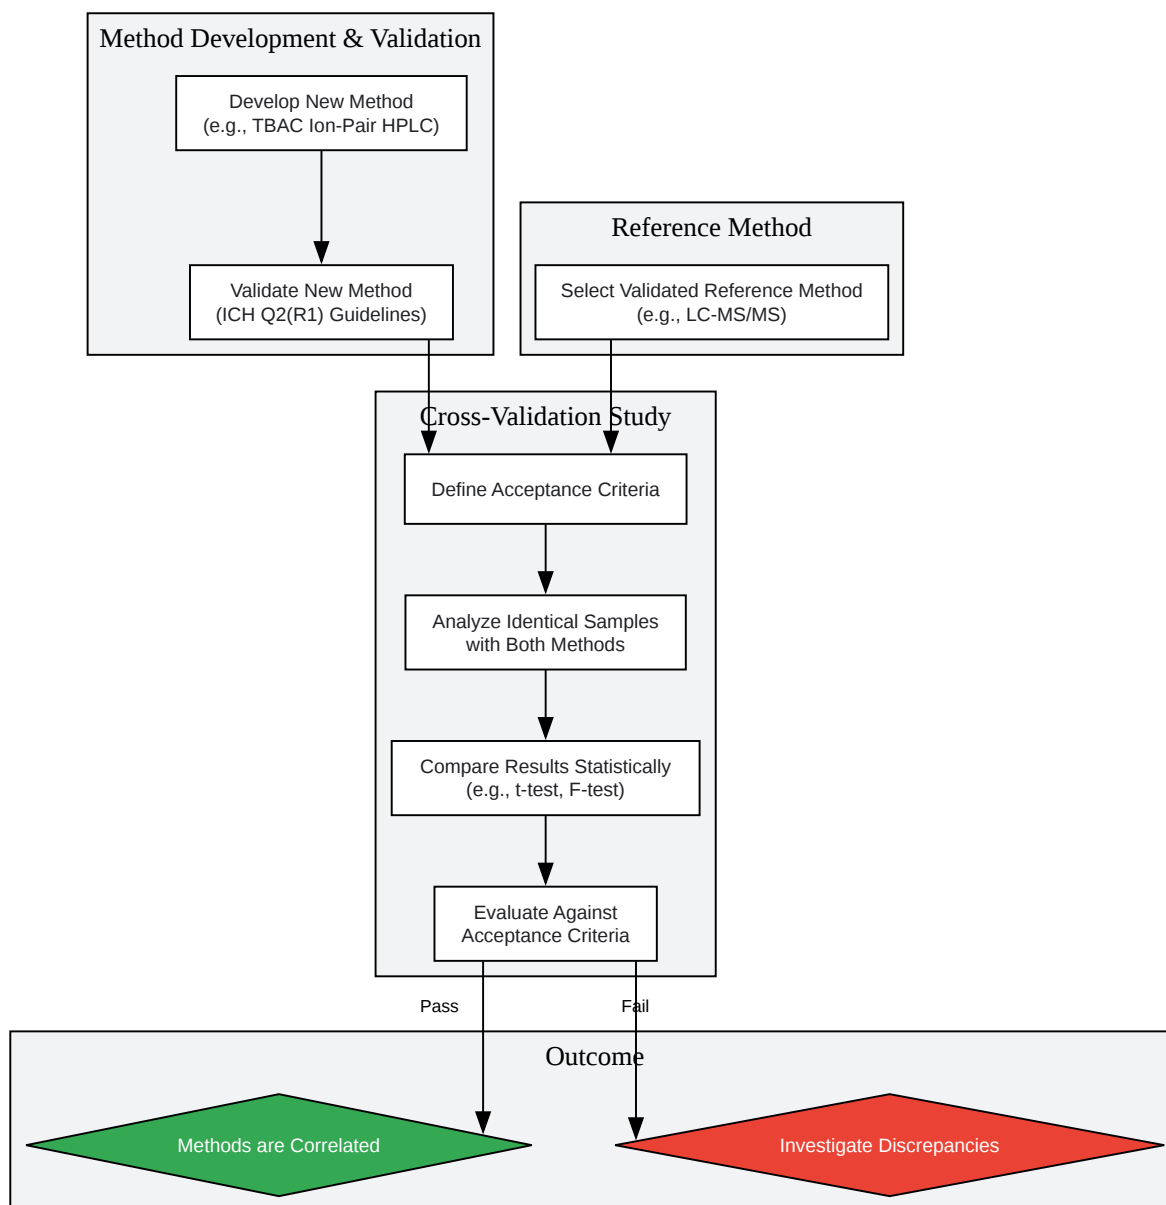 Method Development & Validation
Develop New Method
(e.g., TBAC Ion-Pair HPLC)
Validate New Method
(ICH Q2(R1) Guidelines)
Reference Method
Select Validated Reference Method
(e.g., LC-MS/MS)
Cross-Validation Study
Define Acceptance Criteria
Analyze Identical Samples
with Both Methods
Compare Results Statistically
(e.g., t-test, F-test)
Evaluate Against
Acceptance Criteria
Pass
Fail
Outcome
Methods are Correlated
Investigate Discrepancies